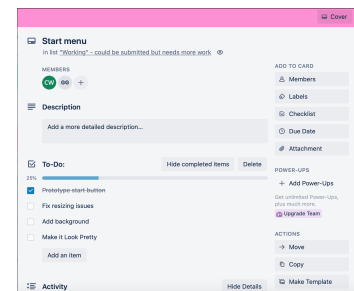 Cover
Start menu
in list "Working" - could be submitted but needs more work
MEMBERS
CW GG +
Description
Add a more detailed description...
To-Do:
Hide completed items
Delete
25%
Prototype start button
Fix resizing issues
Add background
Make it Look Pretty
Add an item
Activity
Hide Details
ADD TO CARD
Members
Labels
Checklist
Due Date
Attachment
POWER-UPS
+ Add Power-Ups
Get unlimited Power-Ups,
plus much more.
Upgrade Team
ACTIONS
→ Move
Copy
Make Template